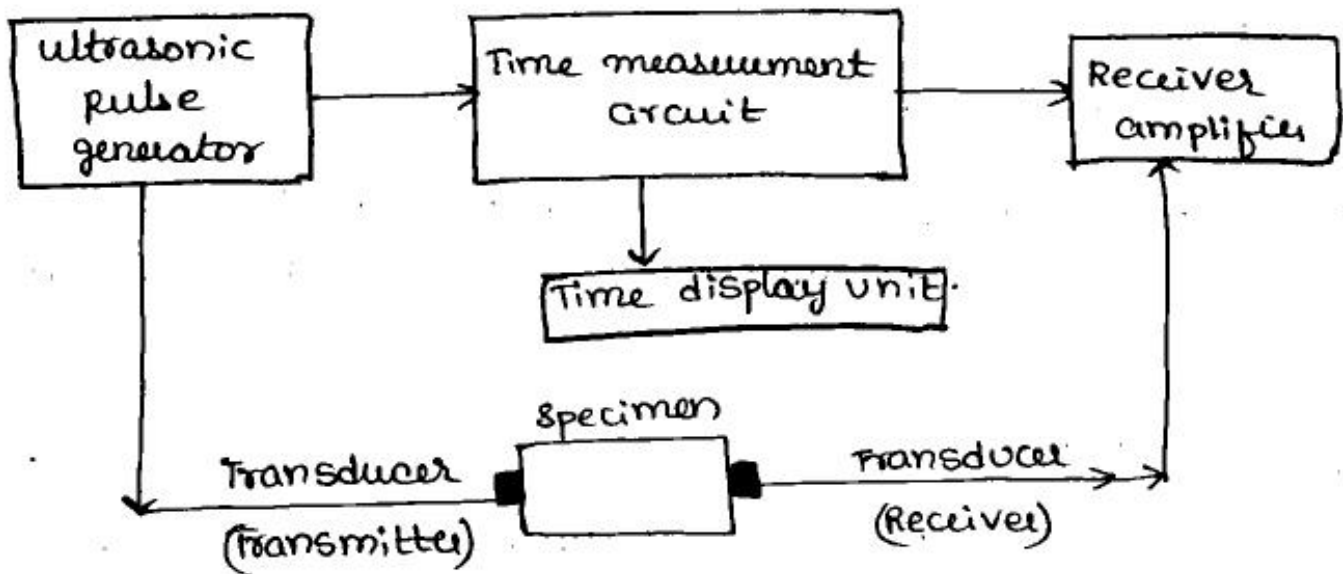 ultrasonic
pulse
generator
Time measurement
circuit
Receiver
amplifier
Time display unit.
Specimen
Transducer
(Transmitter)
Transducer
(Receiver)